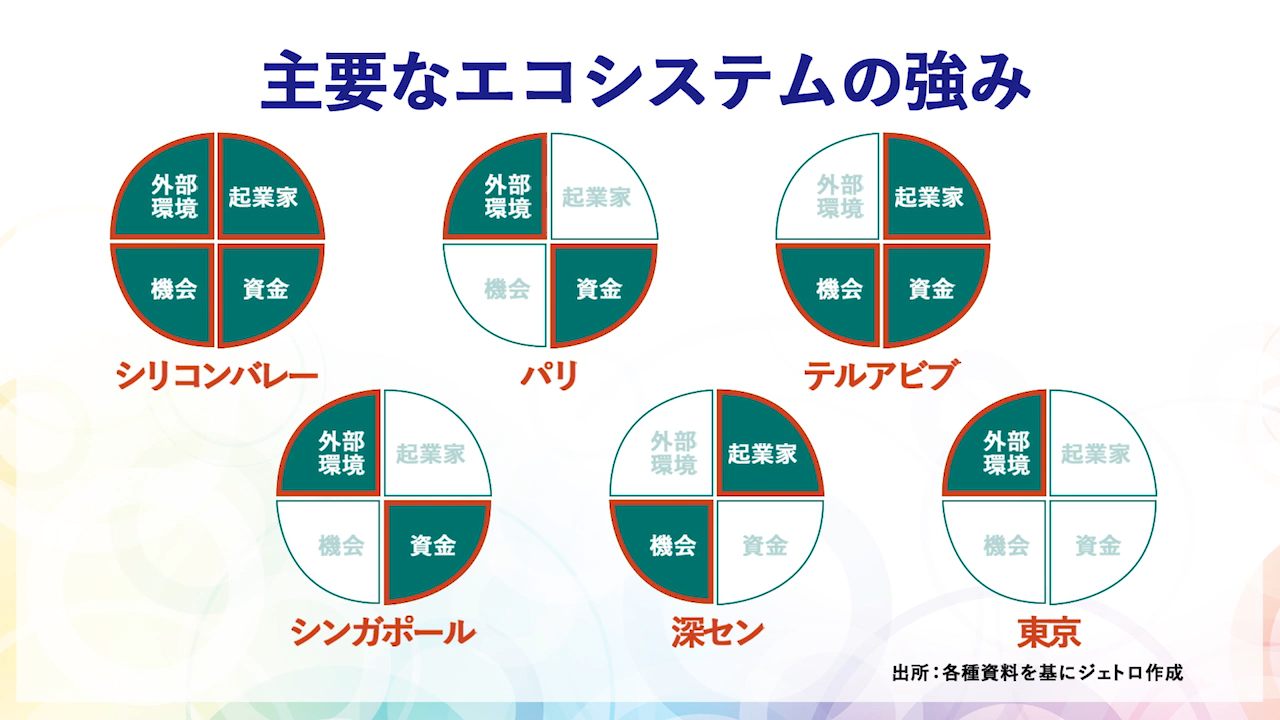 主要なエコシステムの強み
外部
環境
起業家
機会
資金
シリコンバレー
外部
環境
起業家
機会
資金
パリ
外部
環境
起業家
機会
資金
テルアビブ
外部
環境
起業家
機会
資金
シンガポール
外部
環境
起業家
機会
資金
深セン
外部
環境
起業家
機会
資金
東京
出所：各種資料を基にジェトロ作成